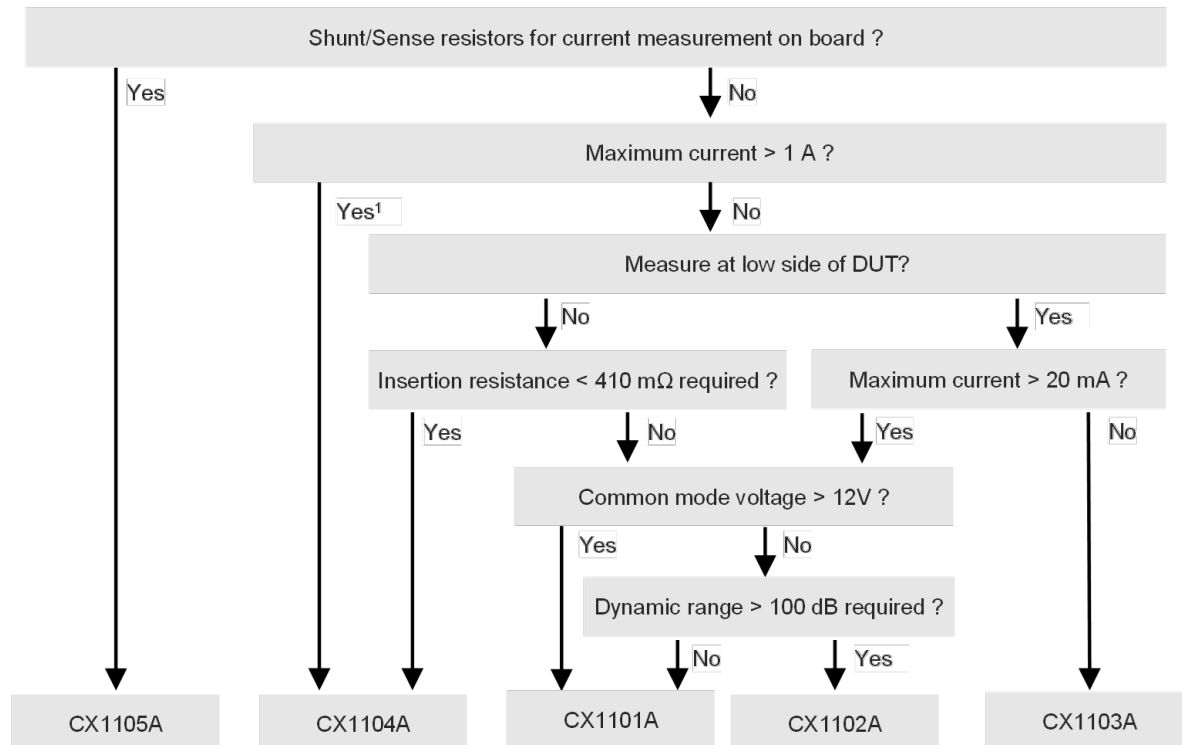 Shunt/Sense resistors for current measurement on board ?
Yes
No
Maximum current > 1 A ?
Yes¹
No
Measure at low side of DUT?
No
Yes
Insertion resistance < 410 mΩ required ?
Maximum current > 20 mA ?
Yes
No
Yes
No
Common mode voltage > 12V ?
Yes
No
Dynamic range > 100 dB required ?
No
Yes
CX1105A
CX1104A
CX1101A
CX1102A
CX1103A